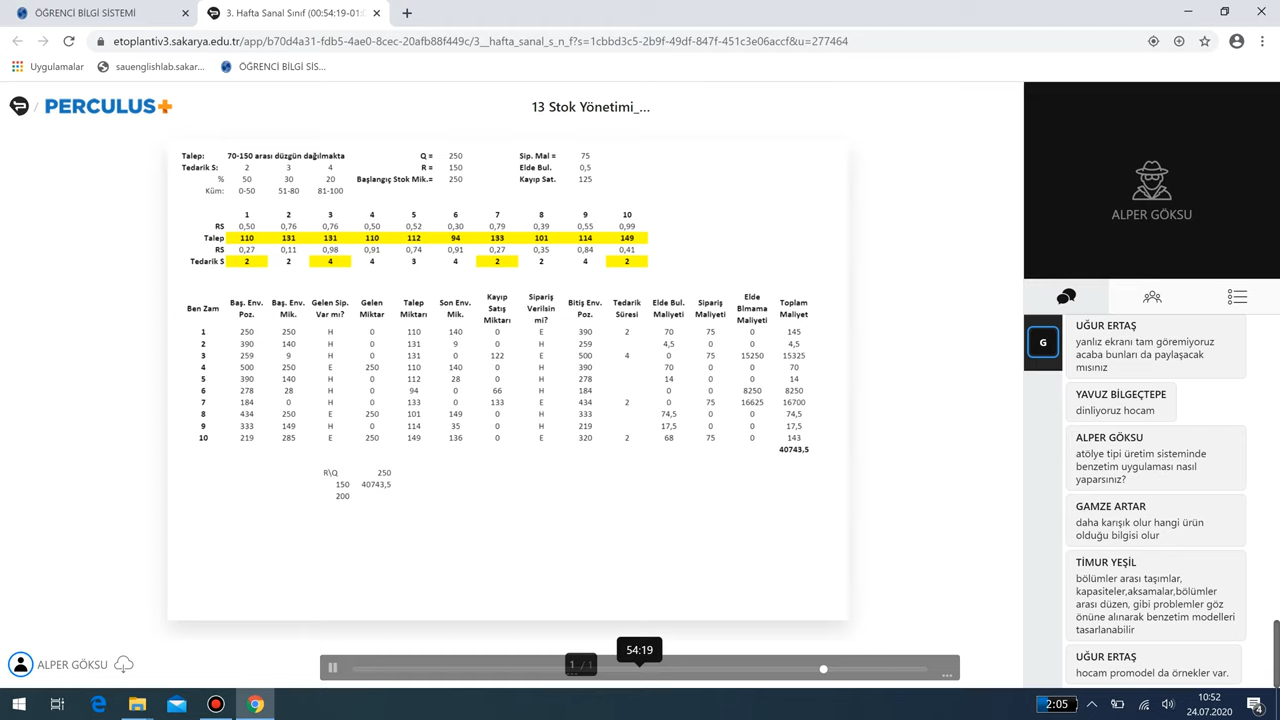 ÖĞRENCİ BİLGİ SİSTEMİ
3. Hafta Sanal Sınıf (00:54:19-01:0
etoplantiv3.sakarya.edu.tr/app/b70d4a31-fdb5-4ae0-8cec-20afb88f449c/3__hafta_sanal_s_n_f?s=1cbbd3c5-2b9f-49df-847f-451c3e06accf&u=277464
Uygulamalar sauenglishlab.sakar... ÖĞRENCİ BİLGİ SİS...
/ PERCULUS+
13 Stok Yönetimi_...
Talep: 70-150 arası düzgün dağılmakta Q = 250 Sip. Mal = 75
Tedarik S: 2 3 4 R = 150 Elde Bul. 0,5
% 50 30 20 Başlangıç Stok Mik.= 250 Kayıp Sat. 125
Küm: 0-50 51-80 81-100
1 2 3 4 5 6 7 8 9 10
RS 0,50 0,76 0,76 0,50 0,52 0,30 0,79 0,39 0,55 0,99
Talep 110 131 131 110 112 94 133 101 114 149
RS 0,27 0,11 0,98 0,91 0,74 0,91 0,27 0,35 0,84 0,41
Tedarik S 2 2 4 4 3 4 2 2 4 2
Ben Zam Baş. Env. Poz. Baş. Env. Mik. Gelen Sip. Var mı? Gelen Miktar Talep Miktarı Son Env. Mik. Kayıp Satış Miktarı Sipariş Verilsin mi? Bitiş Env. Poz. Tedarik Süresi Elde Bul. Maliyeti Sipariş Maliyeti Elde Blmama Maliyeti Toplam Maliyet
1 250 250 H 0 110 140 0 E 390 2 70 75 0 145
2 390 140 H 0 131 9 0 H 259 4,5 0 0 4,5
3 259 9 H 0 131 0 122 E 500 4 0 75 15250 15325
4 500 250 E 250 110 140 0 H 390 70 0 0 70
5 390 140 H 0 112 28 0 H 278 14 0 0 14
6 278 28 H 0 94 0 66 H 184 0 0 8250 8250
7 184 0 H 0 133 0 133 E 434 2 0 75 16625 16700
8 434 250 E 250 101 149 0 H 333 74,5 0 0 74,5
9 333 149 H 0 114 35 0 H 219 17,5 0 0 17,5
10 219 285 E 250 149 136 0 E 320 2 68 75 0 143
40743,5
R\Q 250
150 40743,5
200
ALPER GÖKSU
54:19
1 / 1
...
ALPER GÖKSU
G
UĞUR ERTAŞ
yanlız ekranı tam göremiyoruz
acaba bunları da paylaşacak
mısınız
YAVUZ BİLGEÇTEPE
dinliyoruz hocam
ALPER GÖKSU
atölye tipi üretim sisteminde
benzetim uygulaması nasıl
yaparsınız?
GAMZE ARTAR
daha karışık olur hangi ürün
olduğu bilgisi olur
TİMUR YEŞİL
bölümler arası taşımlar,
kapasiteler,aksamalar,bölümler
arası düzen, gibi problemler göz
önüne alınarak benzetim modelleri
tasarlanabilir
UĞUR ERTAŞ
hocam promodel da örnekler var.
2:05
10:52
24.07.2020
4